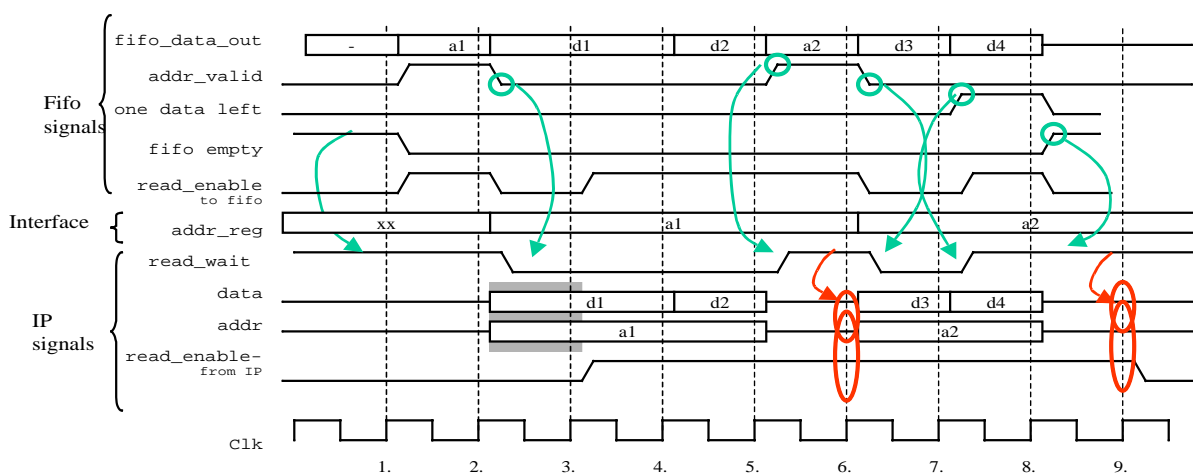 fifo_data_out - a1 d1 d2 a2 d3 d4
addr_valid
Fifo
signals
one data left
fifo empty
read_enable
to fifo
Interface
addr_reg xx a1 a2
read_wait
data d1 d2 d3 d4
IP
signals
addr a1 a2
read_enable-
from IP
Clk
1. 2. 3. 4. 5. 6. 7. 8. 9.